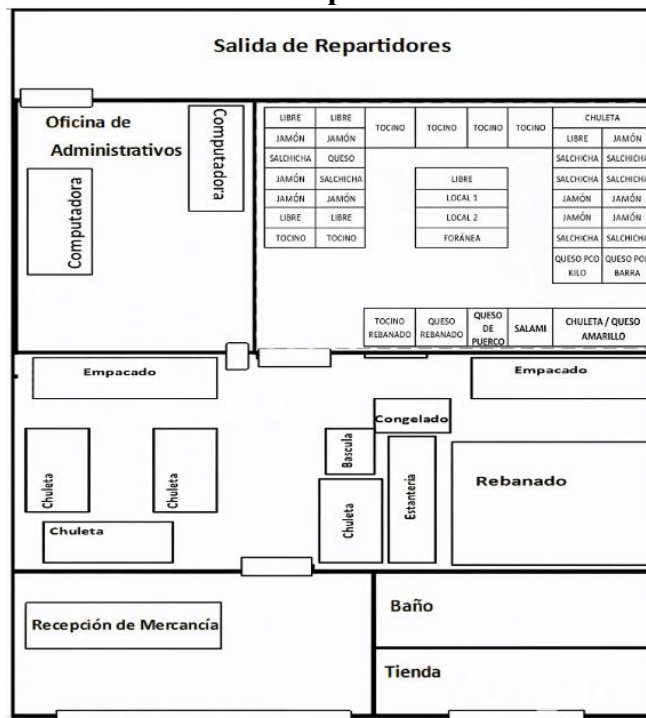 Salida de Repartidores
Oficina de
Administrativos
Computadora
Computadora
LIBRE LIBRE TOCINO TOCINO TOCINO TOCINO CHULETA
JAMÓN JAMÓN LIBRE JAMÓN
SALCHICHA QUESO SALCHICHA SALCHICHA
JAMÓN SALCHICHA LIBRE SALCHICHA SALCHICHA
JAMÓN JAMÓN LOCAL 1 JAMÓN JAMÓN
LIBRE LIBRE LOCAL 2 JAMÓN JAMÓN
TOCINO TOCINO FORÁNEA SALCHICHA SALCHICHA
QUESO PCO
KILO
QUESO PCO
BARRA
TOCINO
REBANADO
QUESO
REBANADO
QUESO
DE
PUERCO
SALAMI
CHULETA / QUESO
AMARILLO
Empacado
Empacado
Congelado
Chuleta
Chuleta
Bascula
Rebanado
Chuleta
Estantería
Chuleta
Recepción de Mercancía
Baño
Tienda